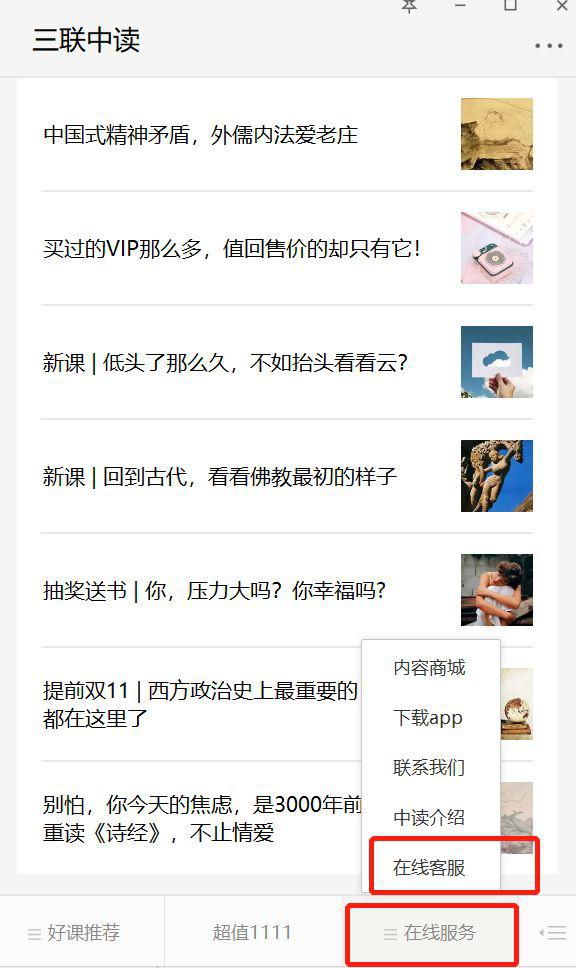 三联中读
中国式精神矛盾，外儒内法爱老庄
买过的VIP那么多，值回售价的却只有它！
新课 | 低头了那么久，不如抬头看看云？
新课 | 回到古代，看看佛教最初的样子
抽奖送书 | 你，压力大吗？你幸福吗？
提前双11 | 西方政治史上最重要的
都在这里了
别怕，你今天的焦虑，是3000年前
重读《诗经》，不止情爱
内容商城
下载app
联系我们
中读介绍
在线客服
好课推荐
超值1111
在线服务